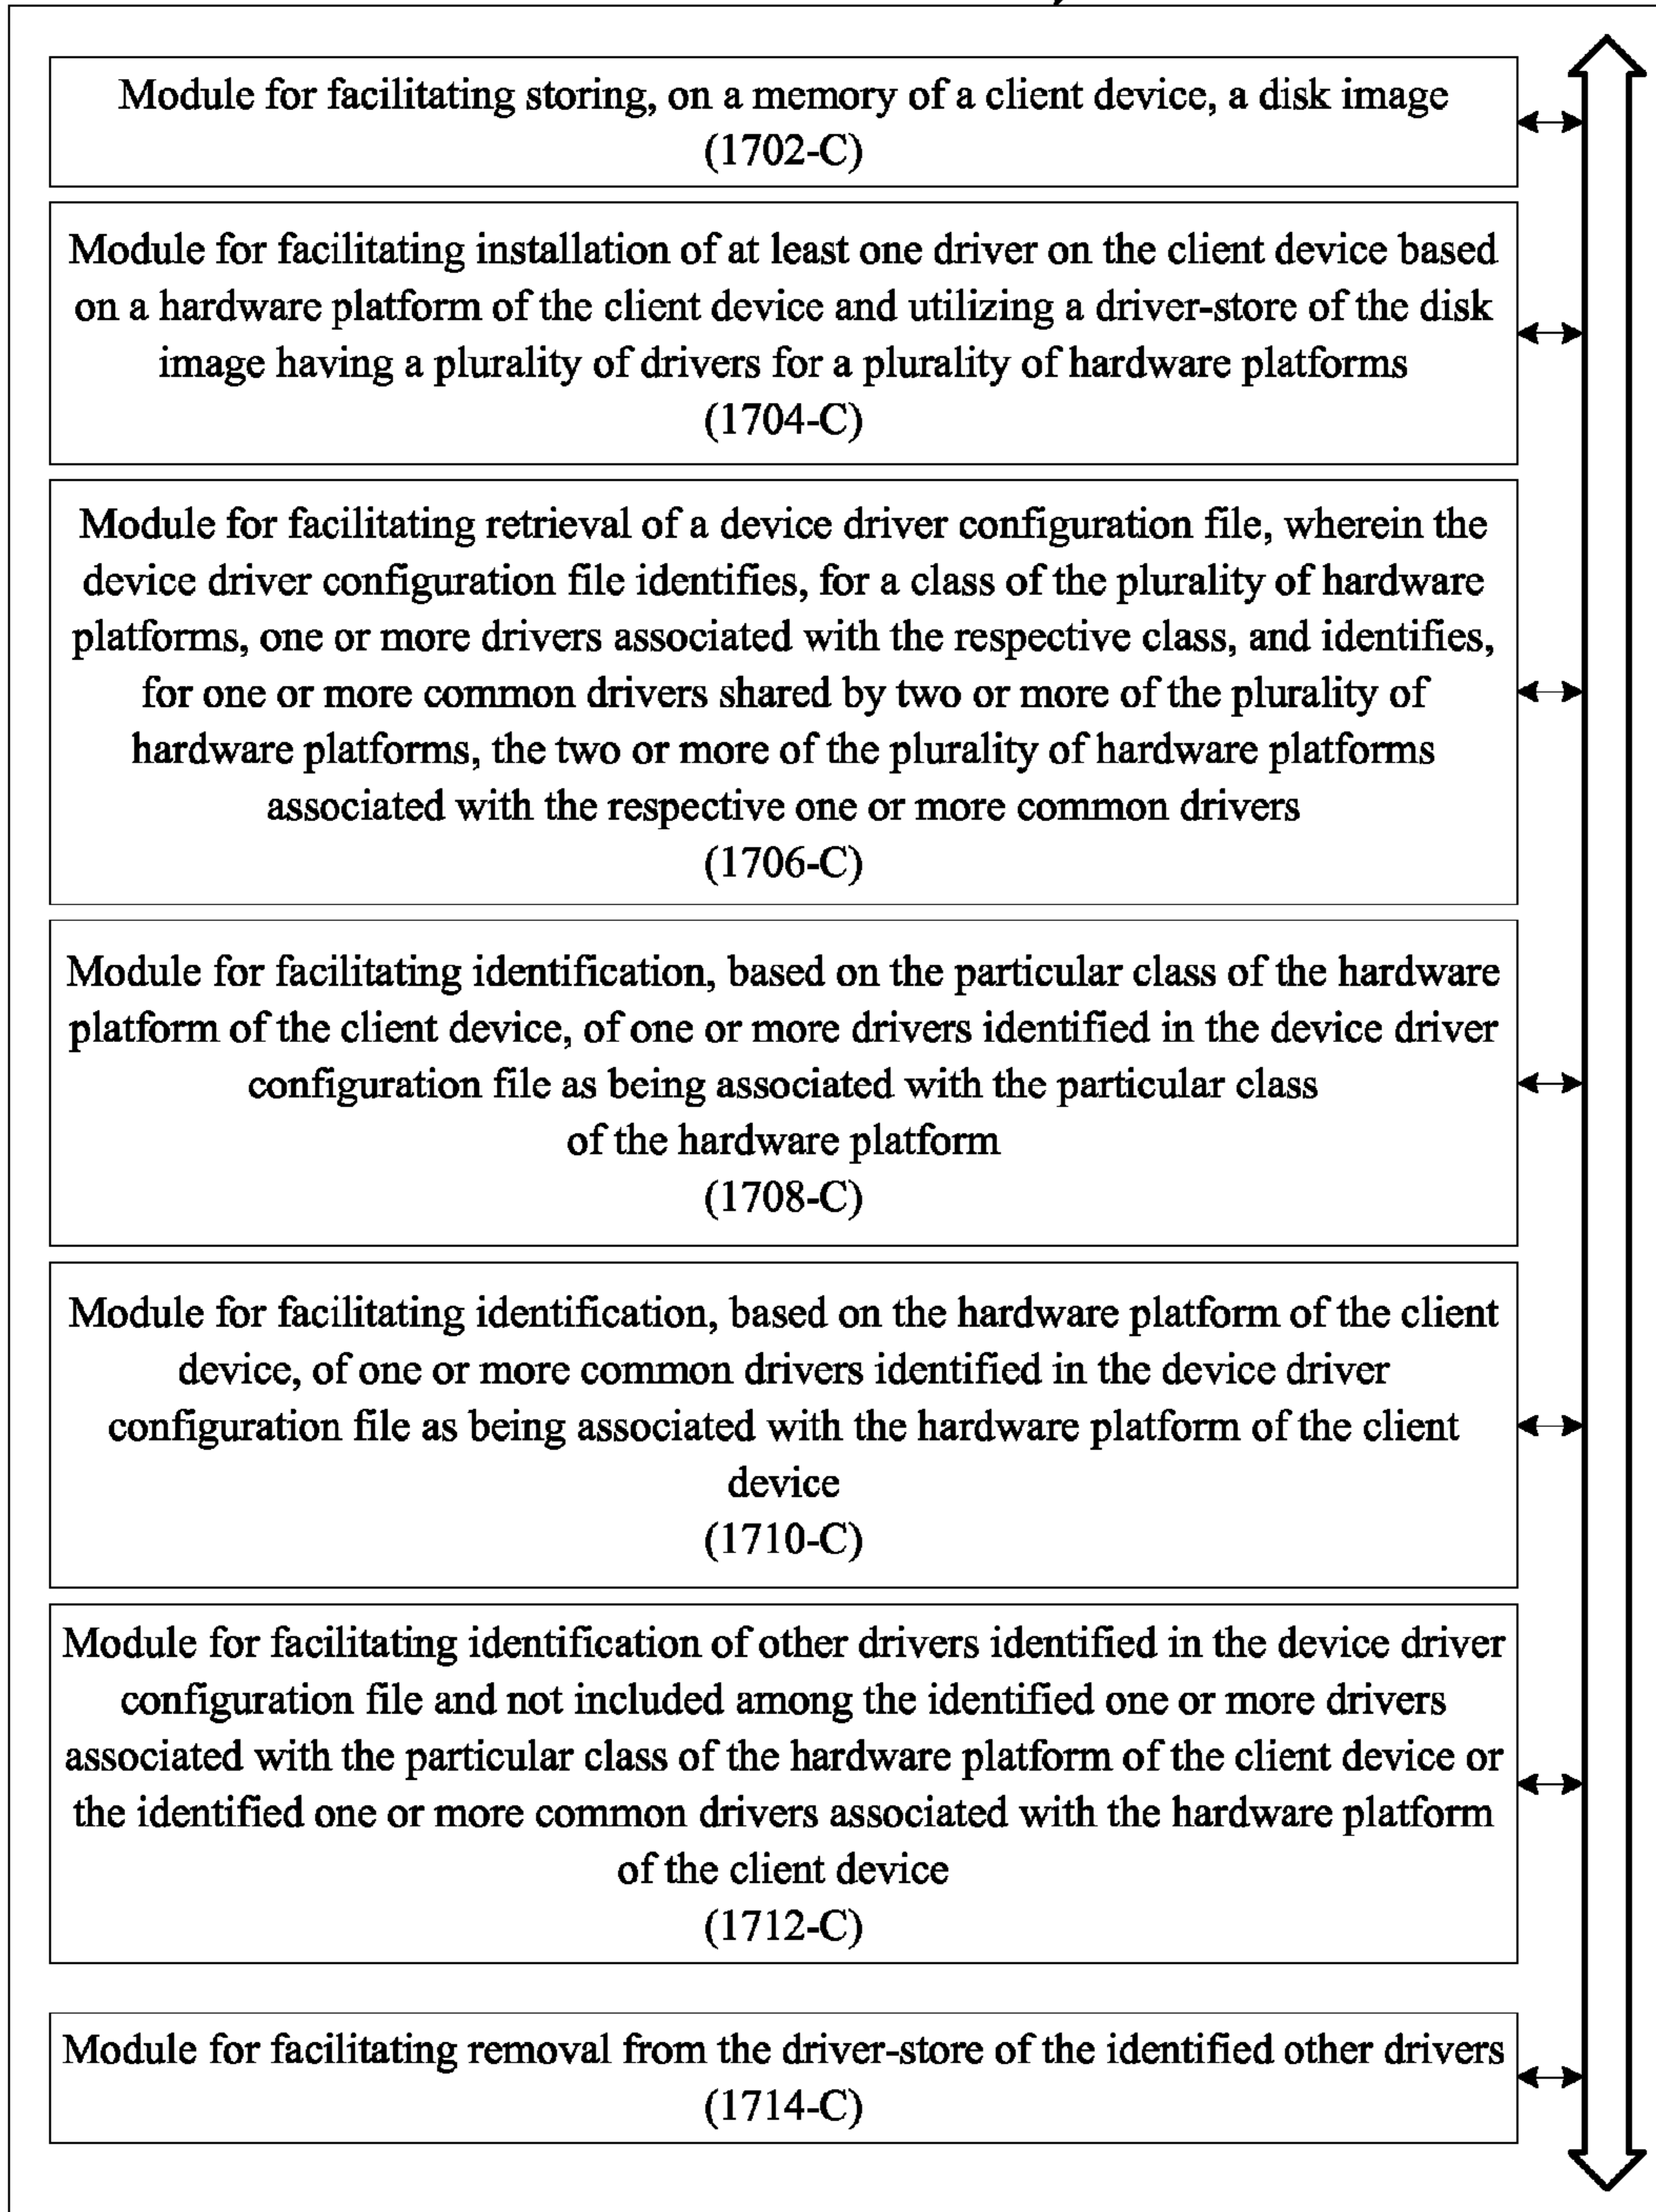 Module for facilitating storing, on a memory of a client device, a disk image
(1702-C)
Module for facilitating installation of at least one driver on the client device based
on a hardware platform of the client device and utilizing a driver-store of the disk
image having a plurality of drivers for a plurality of hardware platforms
(1704-C)
Module for facilitating retrieval of a device driver configuration file, wherein the
device driver configuration file identifies, for a class of the plurality of hardware
platforms, one or more drivers associated with the respective class, and identifies,
for one or more common drivers shared by two or more of the plurality of
hardware platforms, the two or more of the plurality of hardware platforms
associated with the respective one or more common drivers
(1706-C)
Module for facilitating identification, based on the particular class of the hardware
platform of the client device, of one or more drivers identified in the device driver
configuration file as being associated with the particular class
of the hardware platform
(1708-C)
Module for facilitating identification, based on the hardware platform of the client
device, of one or more common drivers identified in the device driver
configuration file as being associated with the hardware platform of the client
device
(1710-C)
Module for facilitating identification of other drivers identified in the device driver
configuration file and not included among the identified one or more drivers
associated with the particular class of the hardware platform of the client device or
the identified one or more common drivers associated with the hardware platform
of the client device
(1712-C)
Module for facilitating removal from the driver-store of the identified other drivers
(1714-C)